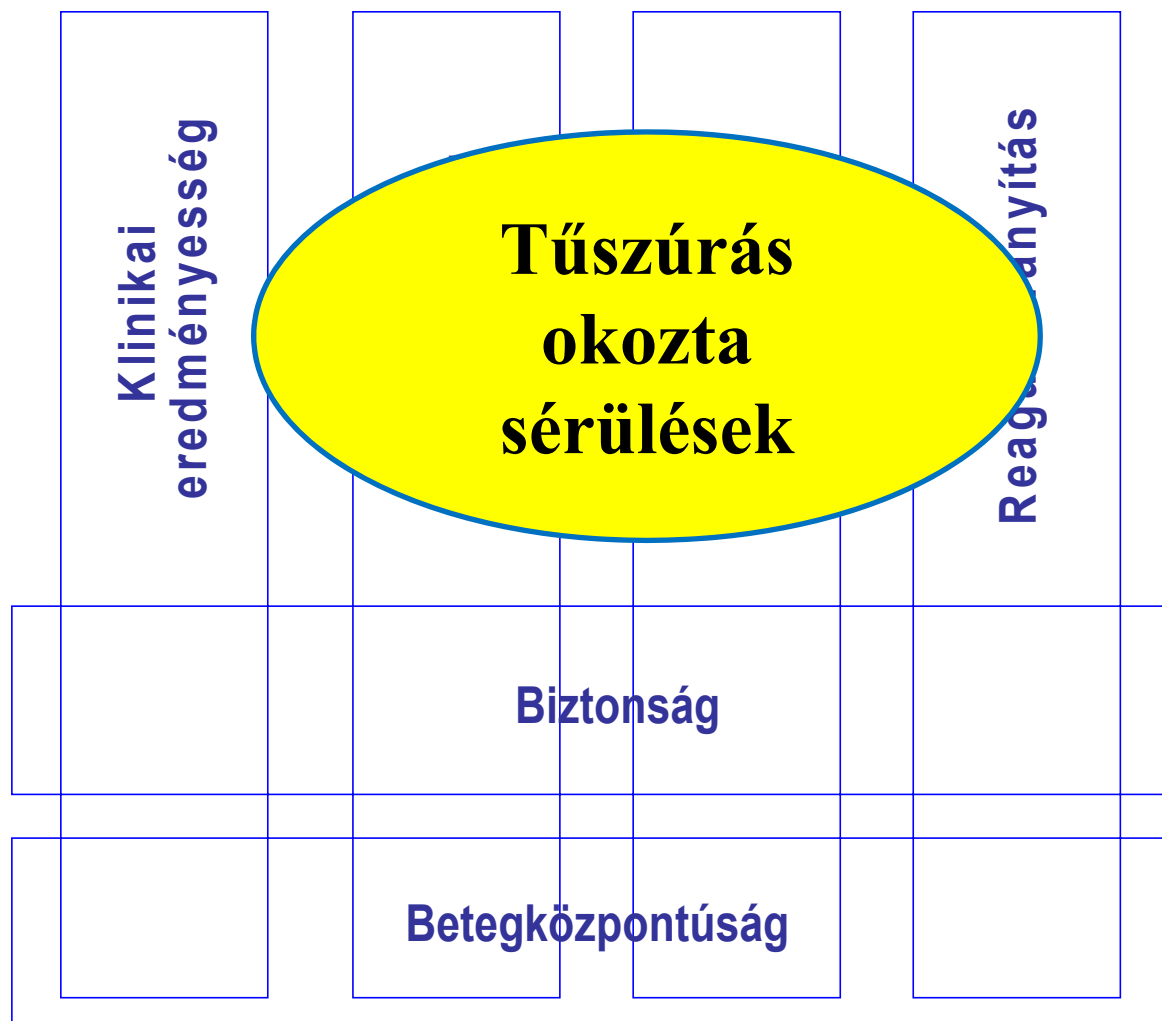 Klinikai
eredményesség
Tűszúrás
okozta
sérülések
Biztonság
Betegközpontúság